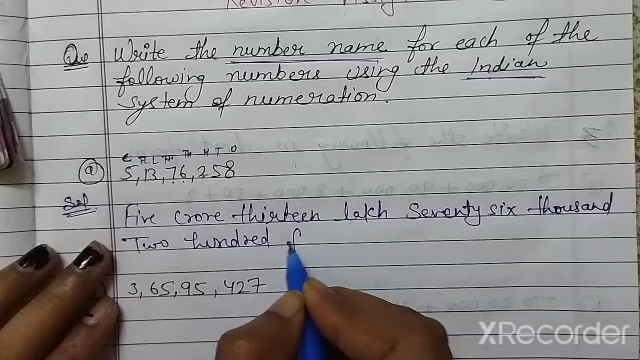 Que Write the number name for each of the
following numbers using the Indian
system of numeration.
C TL L TTH TH H T O
(a) 5,13,76,258
Sol Five crore thirteen lakh Seventy six thousand
Two hundred f
3,65,95,427
XRecorder